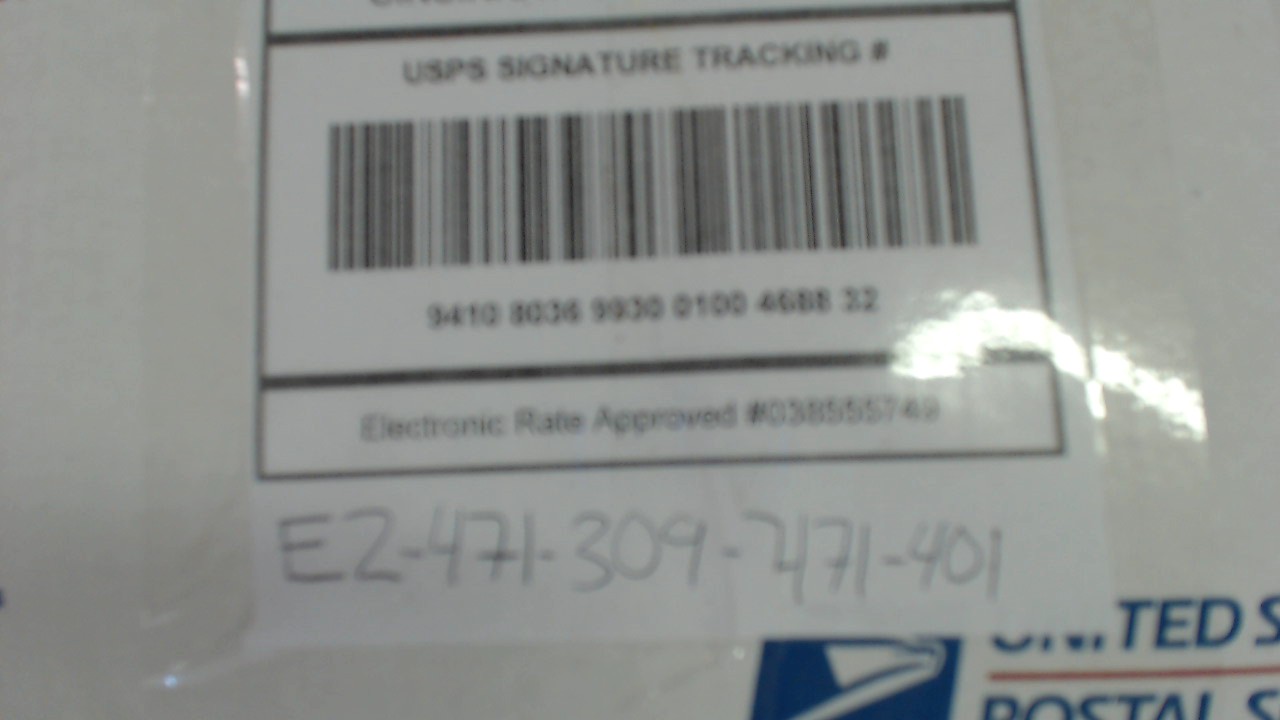 USPS SIGNATURE TRACKING #
9410 8036 9930 0100 4688 32
Electronic Rate Approved #038555749
E2-471-309-7471-401
UNITED S
POSTAL S